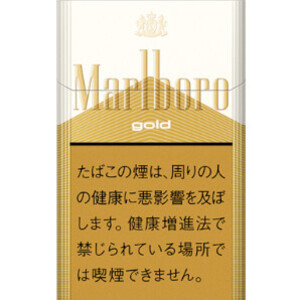 Marlboro
gold
たばこの煙は、周りの人
の健康に悪影響を及ぼ
します。健康増進法で
禁じられている場所で
は喫煙できません。